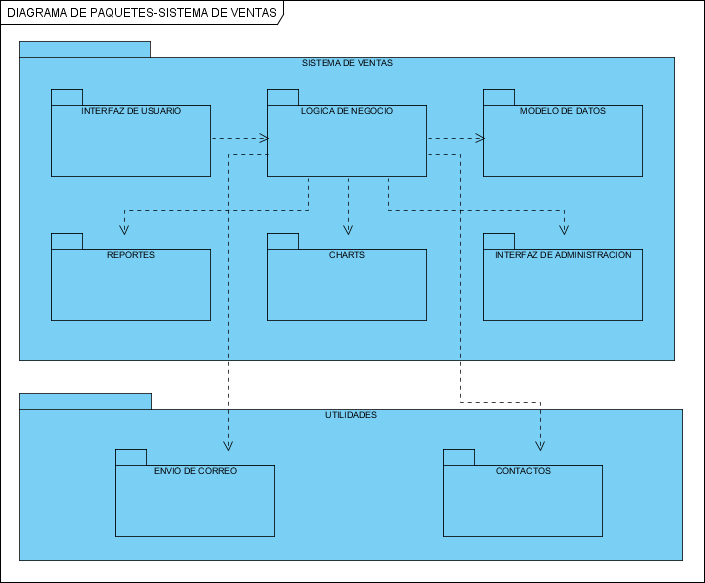 DIAGRAMA DE PAQUETES-SISTEMA DE VENTAS
SISTEMA DE VENTAS
INTERFAZ DE USUARIO
LOGICA DE NEGOCIO
MODELO DE DATOS
REPORTES
CHARTS
INTERFAZ DE ADMINISTRACION
UTILIDADES
ENVIO DE CORREO
CONTACTOS